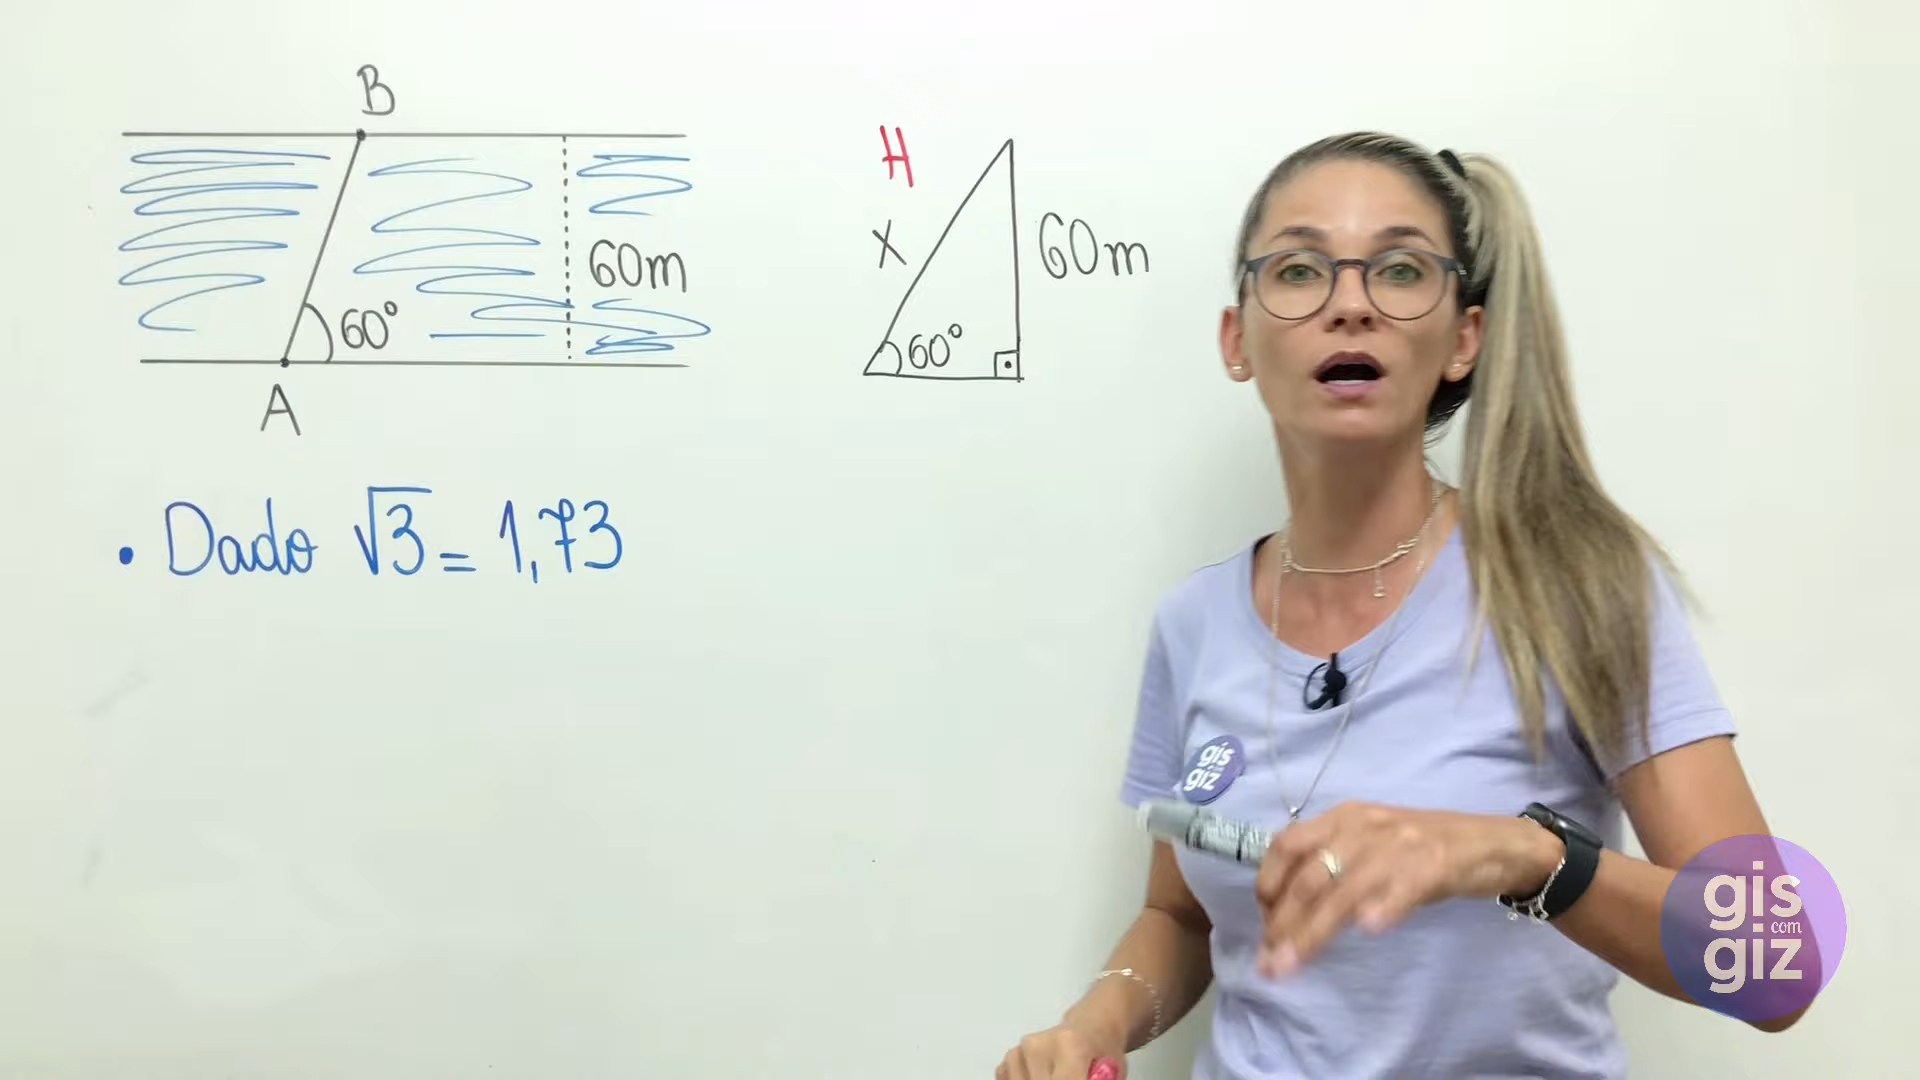 B
60m
60°
A
H
X
60m
60°
• Dado √3 = 1,73
gis
giz
gis
com
giz